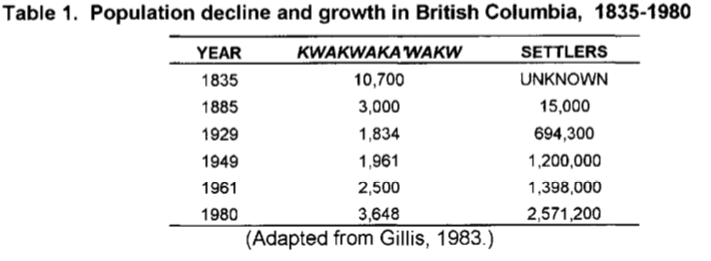 Table 1. Population decline and growth in British Columbia, 1835-1980
YEAR KWAKWAKA'WAKW SETTLERS
1835 10,700 UNKNOWN
1885 3,000 15,000
1929 1,834 694,300
1949 1,961 1,200,000
1961 2,500 1,398,000
1980 3,648 2,571,200
(Adapted from Gillis, 1983.)